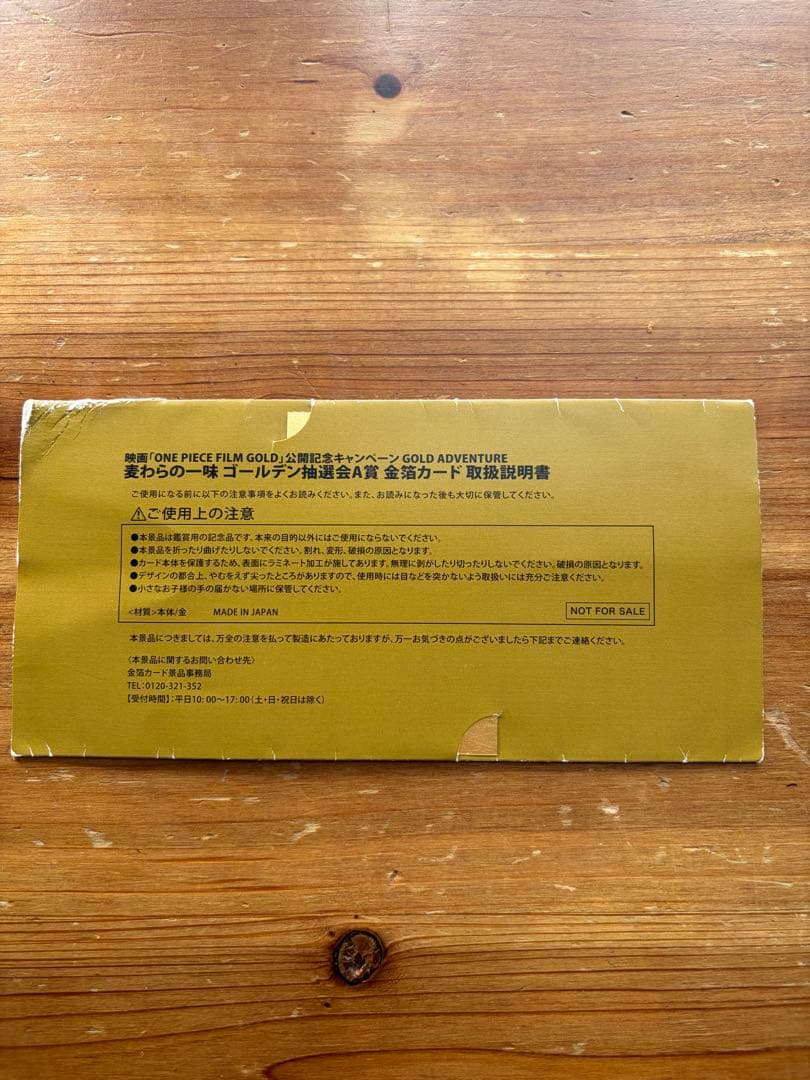 映画「ONE PIECE FILM GOLD」公開記念キャンペーン GOLD ADVENTURE
麦わらの一味 ゴールデン抽選会A賞 金箔カード 取扱説明書
ご使用になる前に以下の注意事項をよくお読みください。また、お読みになった後も大切に保管してください。
⚠ご使用上の注意
●本景品は鑑賞用の記念品です。本来の目的以外にはご使用にならないでください。
●本景品を折ったり曲げたりしないでください。割れ、変形、破損の原因となります。
●カード本体を保護するため、表面にラミネート加工が施してあります。無理に剥がしたり切ったりしないでください。破損の原因となります。
●デザインの都合上、やむをえず尖ったところがありますので、使用時には目などを突かないよう取扱いには充分ご注意ください。
●小さなお子様の手の届かない場所に保管してください。
<材質>本体/金 MADE IN JAPAN NOT FOR SALE
本景品につきましては、万全の注意を払って製造にあたっておりますが、万一お気づきの点がございましたら下記までご連絡ください。
〈本景品に関するお問い合わせ先〉
金箔カード景品事務局
TEL:0120-321-352
【受付時間】:平日10:00〜17:00(土・日・祝日は除く)